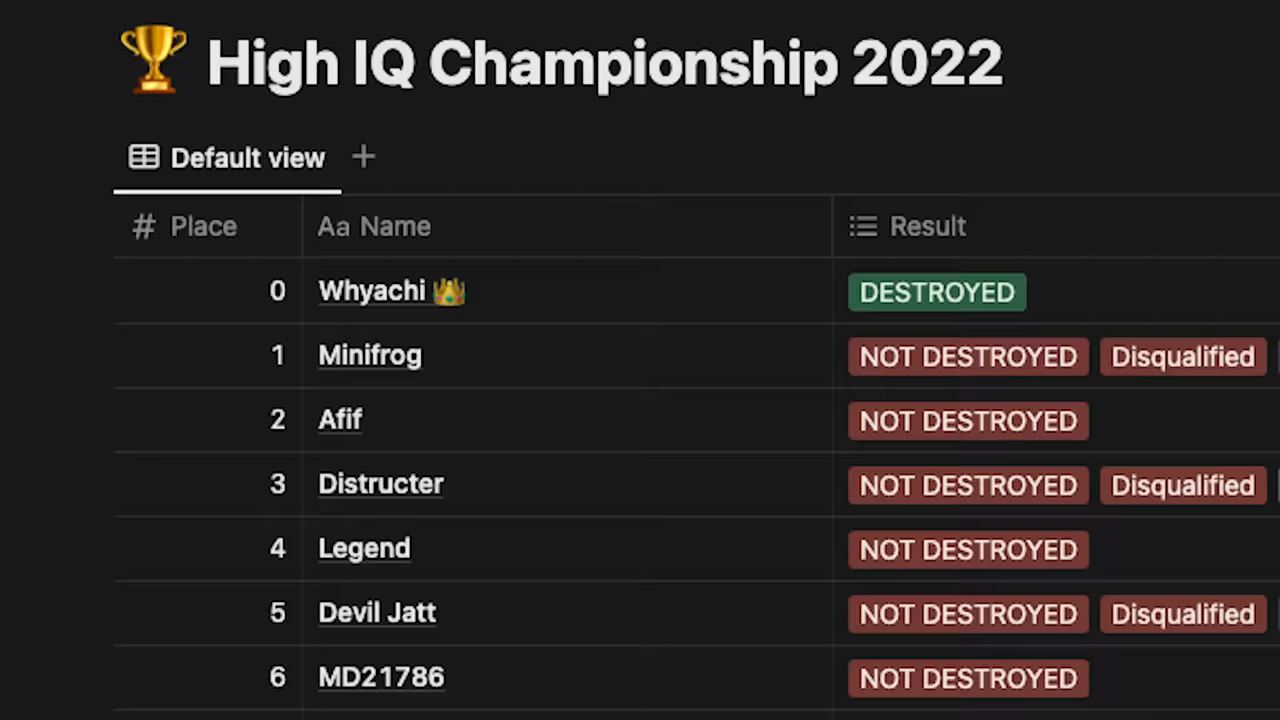 High IQ Championship 2022
Default view
# Place Aa Name Result
0 Whyachi DESTROYED
1 Minifrog NOT DESTROYED Disqualified
2 Afif NOT DESTROYED
3 Distructer NOT DESTROYED Disqualified
4 Legend NOT DESTROYED
5 Devil Jatt NOT DESTROYED Disqualified
6 MD21786 NOT DESTROYED